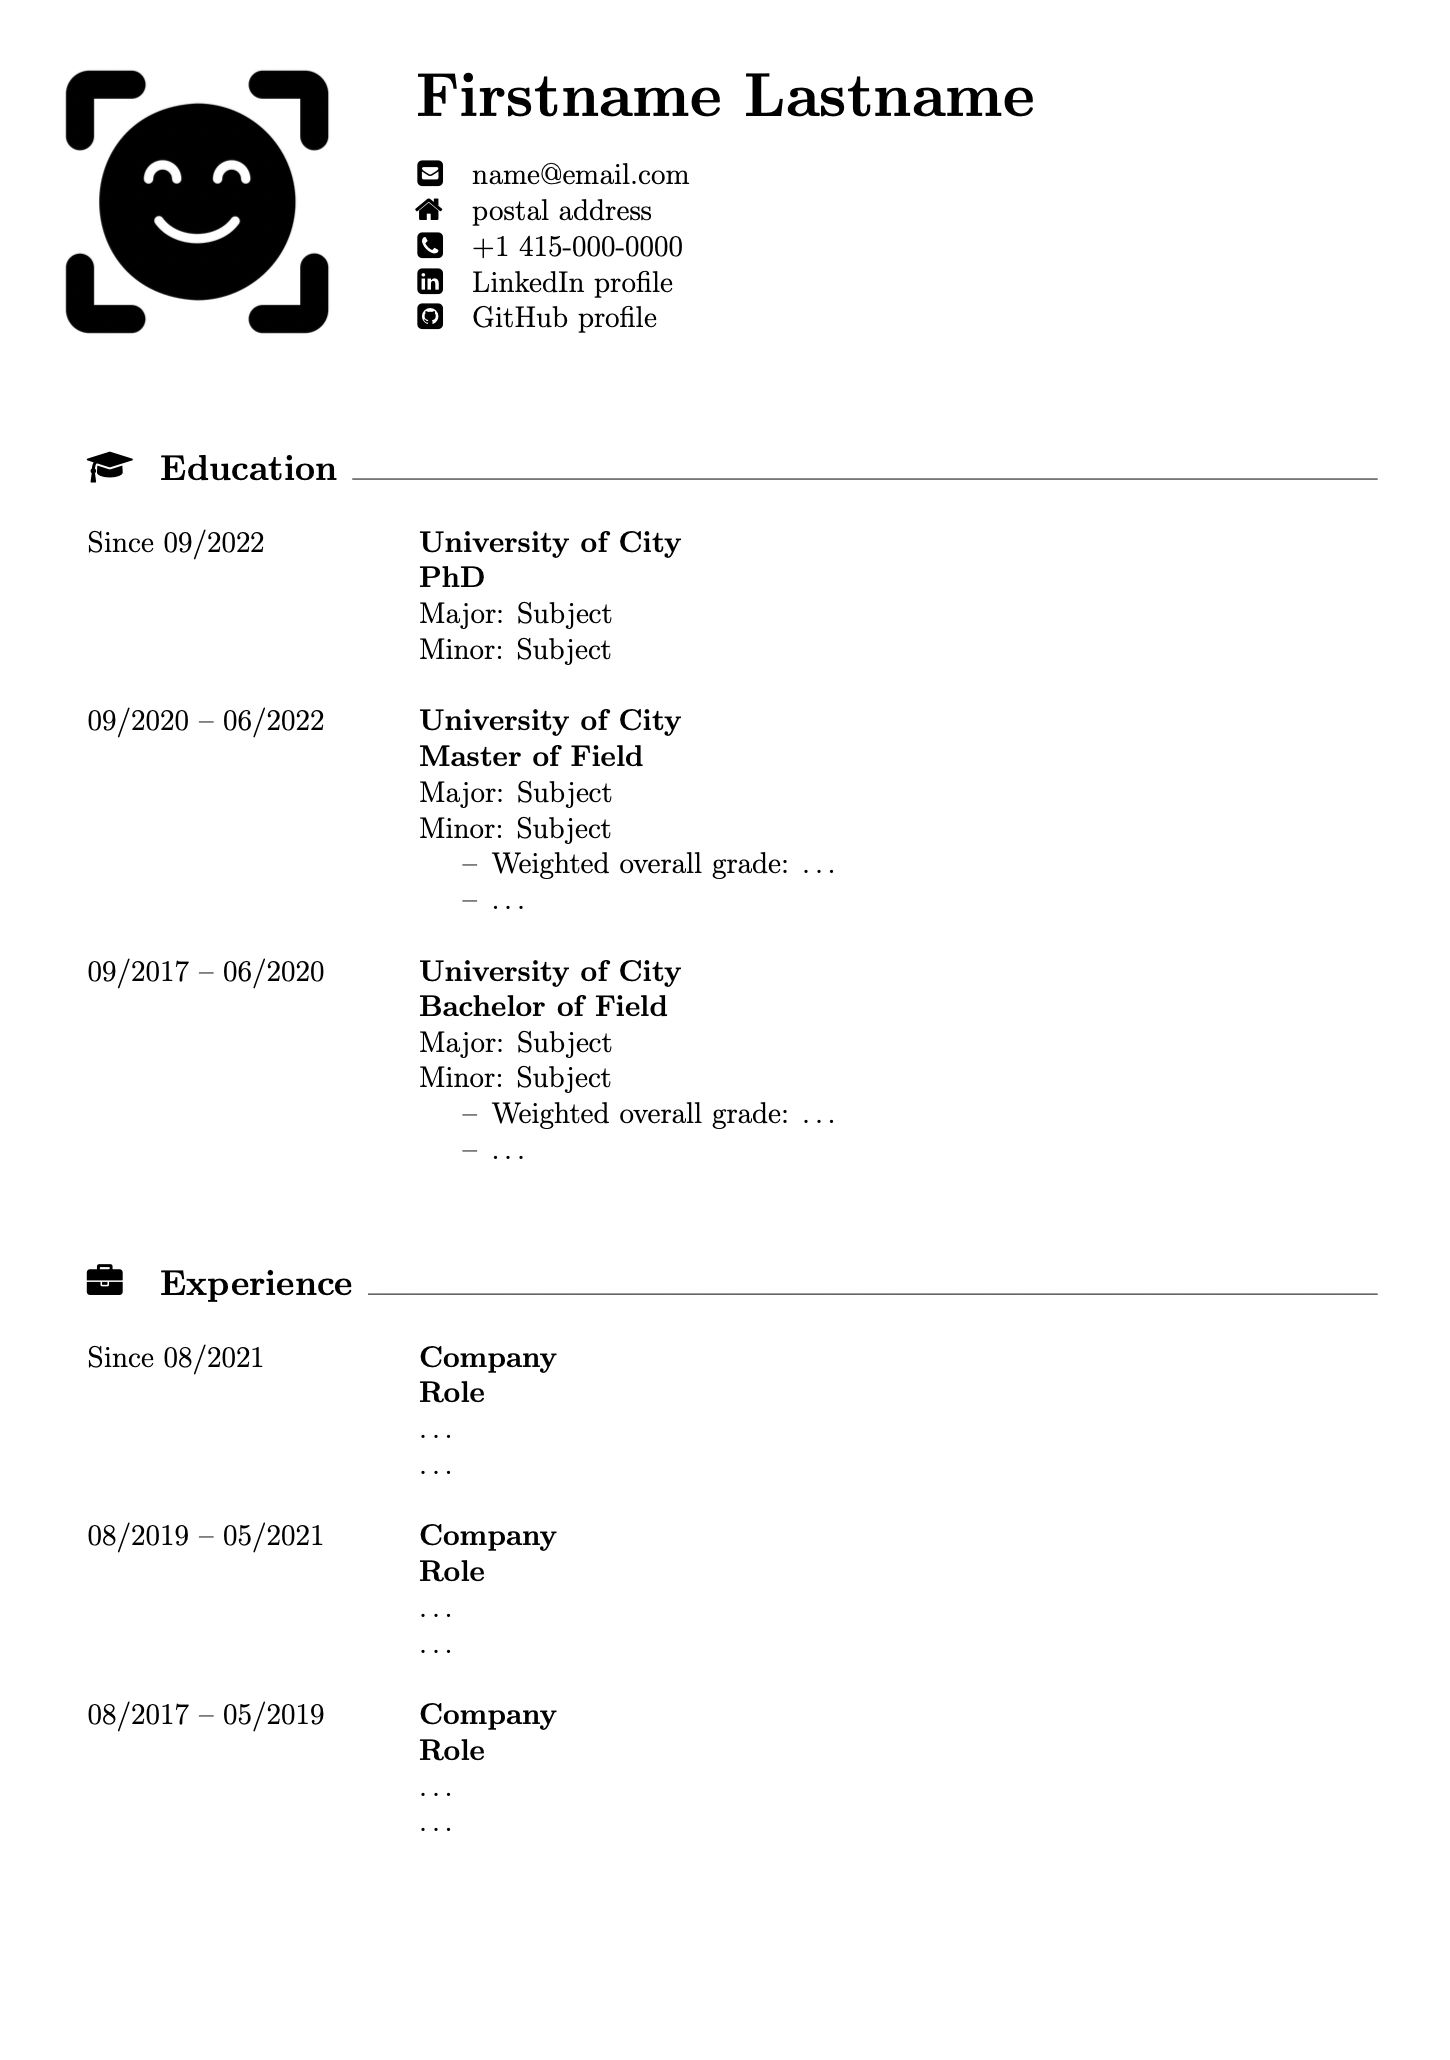 Firstname Lastname
name@email.com
postal address
+1 415-000-0000
LinkedIn profile
GitHub profile
Education
Since 09/2022 University of City
PhD
Major: Subject
Minor: Subject
09/2020 – 06/2022 University of City
Master of Field
Major: Subject
Minor: Subject
– Weighted overall grade: …
– …
09/2017 – 06/2020 University of City
Bachelor of Field
Major: Subject
Minor: Subject
– Weighted overall grade: …
– …
Experience
Since 08/2021 Company
Role
…
…
08/2019 – 05/2021 Company
Role
…
…
08/2017 – 05/2019 Company
Role
…
…